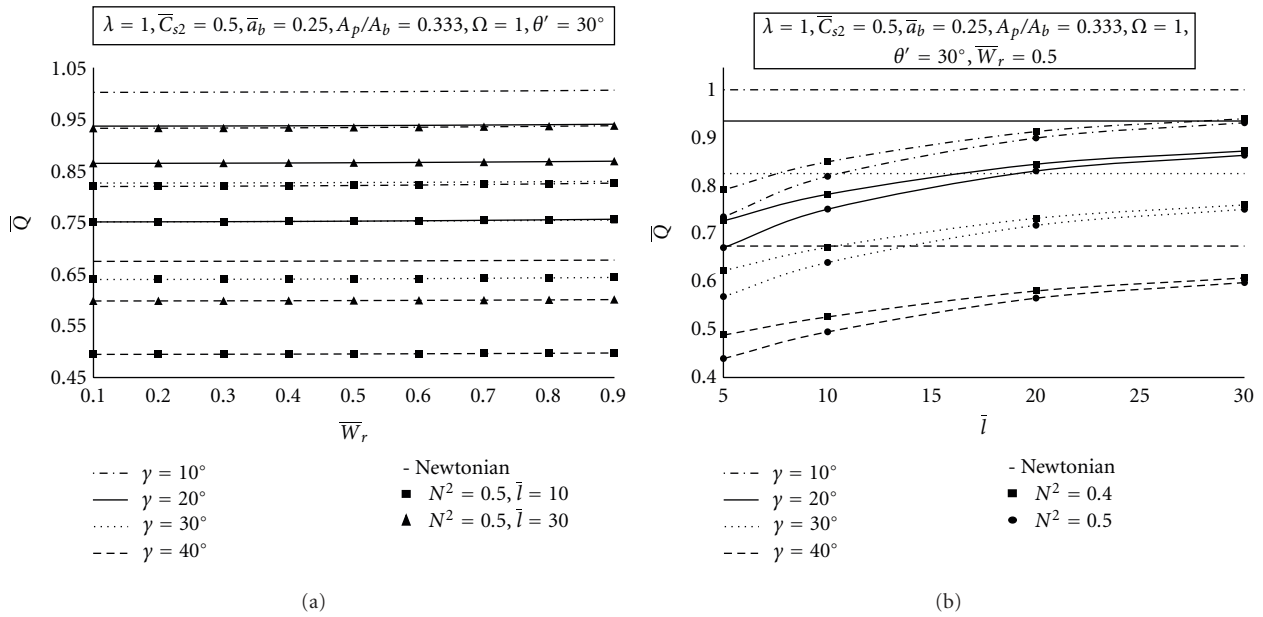 λ = 1, C̅s2 = 0.5, a̅b = 0.25, Ap/Ab = 0.333, Ω = 1, θ′ = 30°
1.05
0.95
0.85
0.75
0.65
0.55
0.45
Q̅
0.1 0.2 0.3 0.4 0.5 0.6 0.7 0.8 0.9
W̅r
γ = 10°
γ = 20°
γ = 30°
γ = 40°
- Newtonian
N² = 0.5, l̅ = 10
N² = 0.5, l̅ = 30
(a)
λ = 1, C̅s2 = 0.5, a̅b = 0.25, Ap/Ab = 0.333, Ω = 1,
θ′ = 30°, W̅r = 0.5
1
0.9
0.8
0.7
0.6
0.5
0.4
Q̅
5 10 15 20 25 30
l̅
γ = 10°
γ = 20°
γ = 30°
γ = 40°
- Newtonian
N² = 0.4
N² = 0.5
(b)